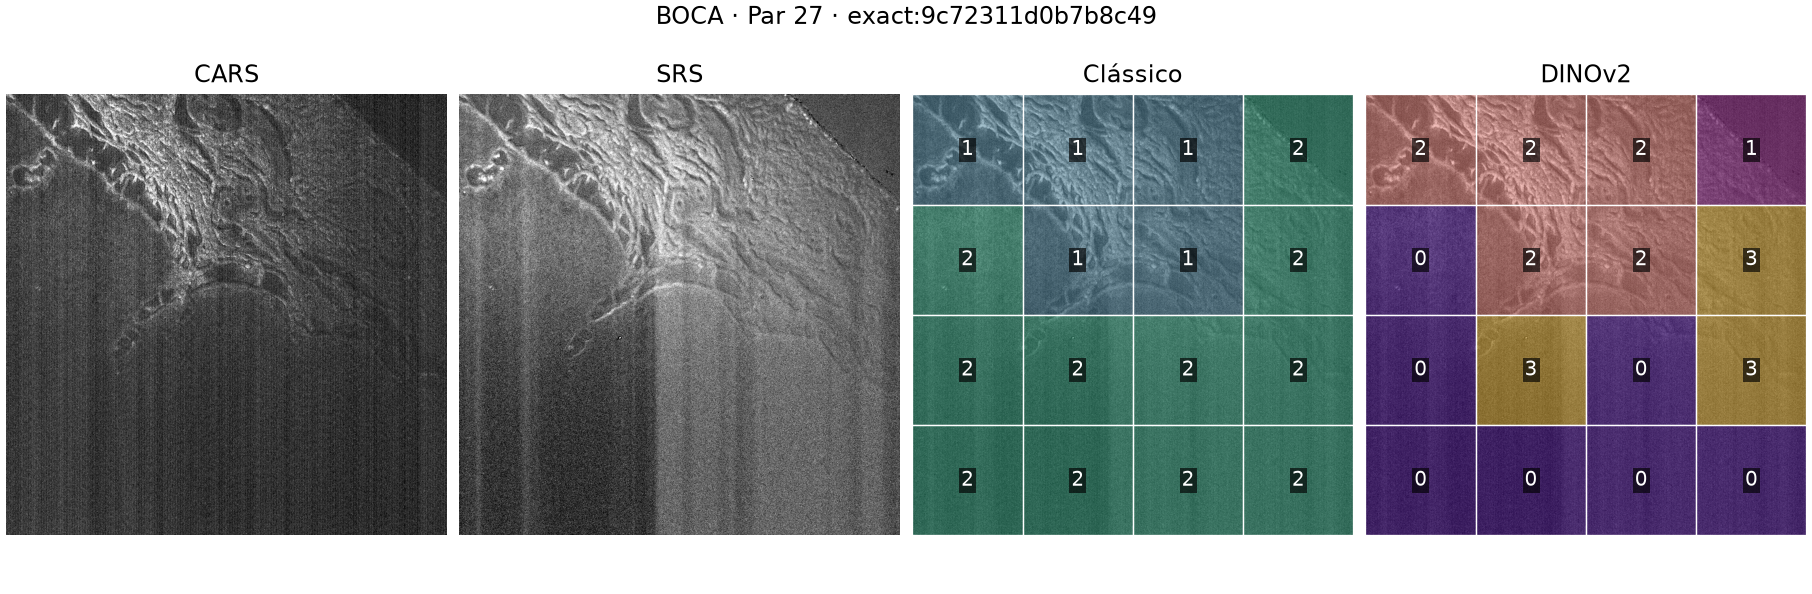 BOCA · Par 27 · exact:9c72311d0b7b8c49
CARS
SRS
Clássico
DINOv2
1 1 1 2
2 1 1 2
2 2 2 2
2 2 2 2
2 2 2 1
0 2 2 3
0 3 0 3
0 0 0 0